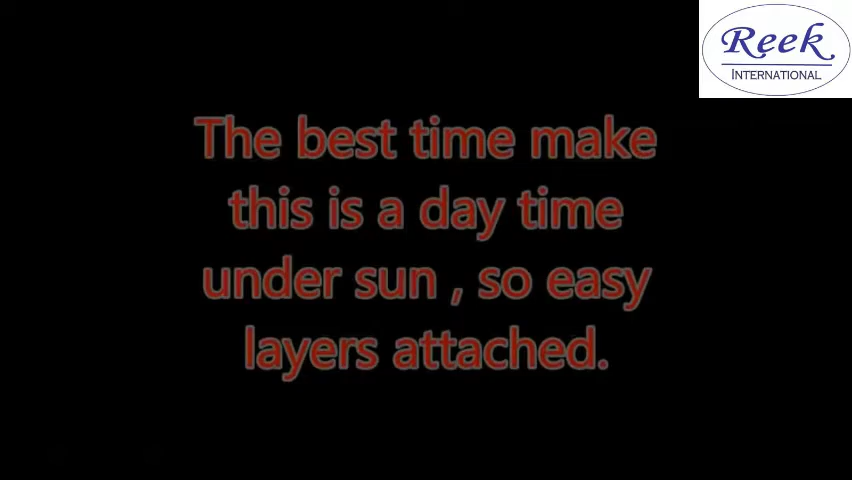 Reek
INTERNATIONAL
The best time make
this is a day time
under sun , so easy
layers attached.